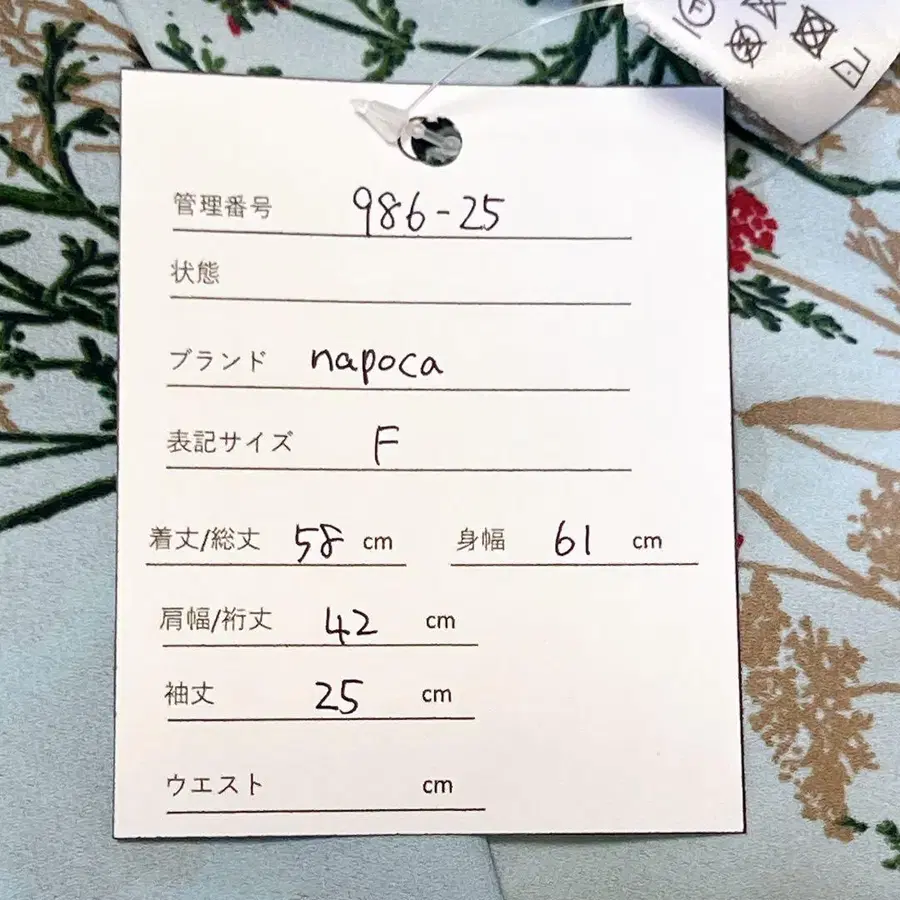 管理番号 986-25
状態
ブランド napoca
表記サイズ F
着丈/総丈 58 cm 身幅 61 cm
肩幅/裄丈 42 cm
袖丈 25 cm
ウエスト cm